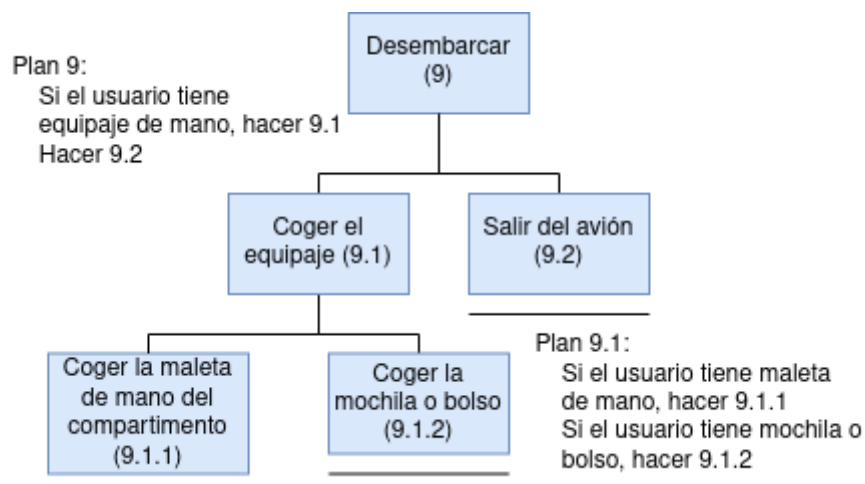 Desembarcar
(9)
Plan 9:
Si el usuario tiene
equipaje de mano, hacer 9.1
Hacer 9.2
Coger el
equipaje (9.1)
Salir del avión
(9.2)
Coger la maleta
de mano del
compartimento
(9.1.1)
Coger la
mochila o bolso
(9.1.2)
Plan 9.1:
Si el usuario tiene maleta
de mano, hacer 9.1.1
Si el usuario tiene mochila o
bolso, hacer 9.1.2